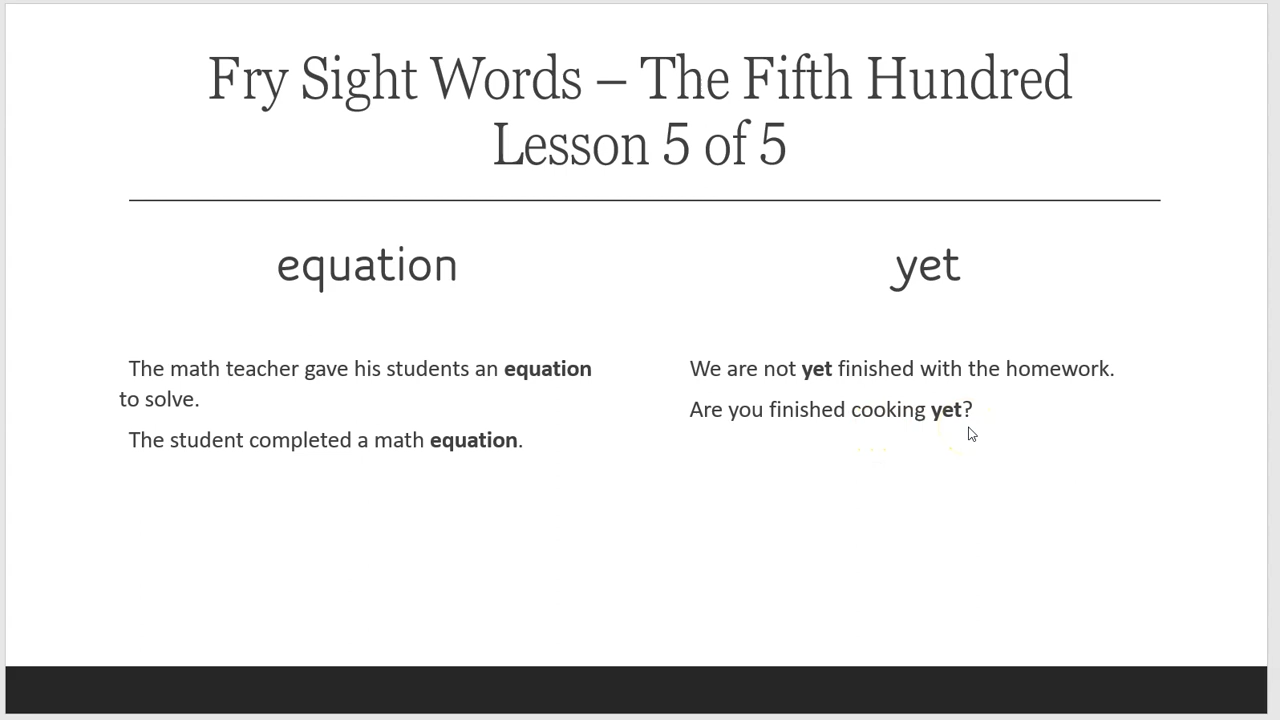 Fry Sight Words – The Fifth Hundred
Lesson 5 of 5
equation
The math teacher gave his students an equation
to solve.
The student completed a math equation.
yet
We are not yet finished with the homework.
Are you finished cooking yet?